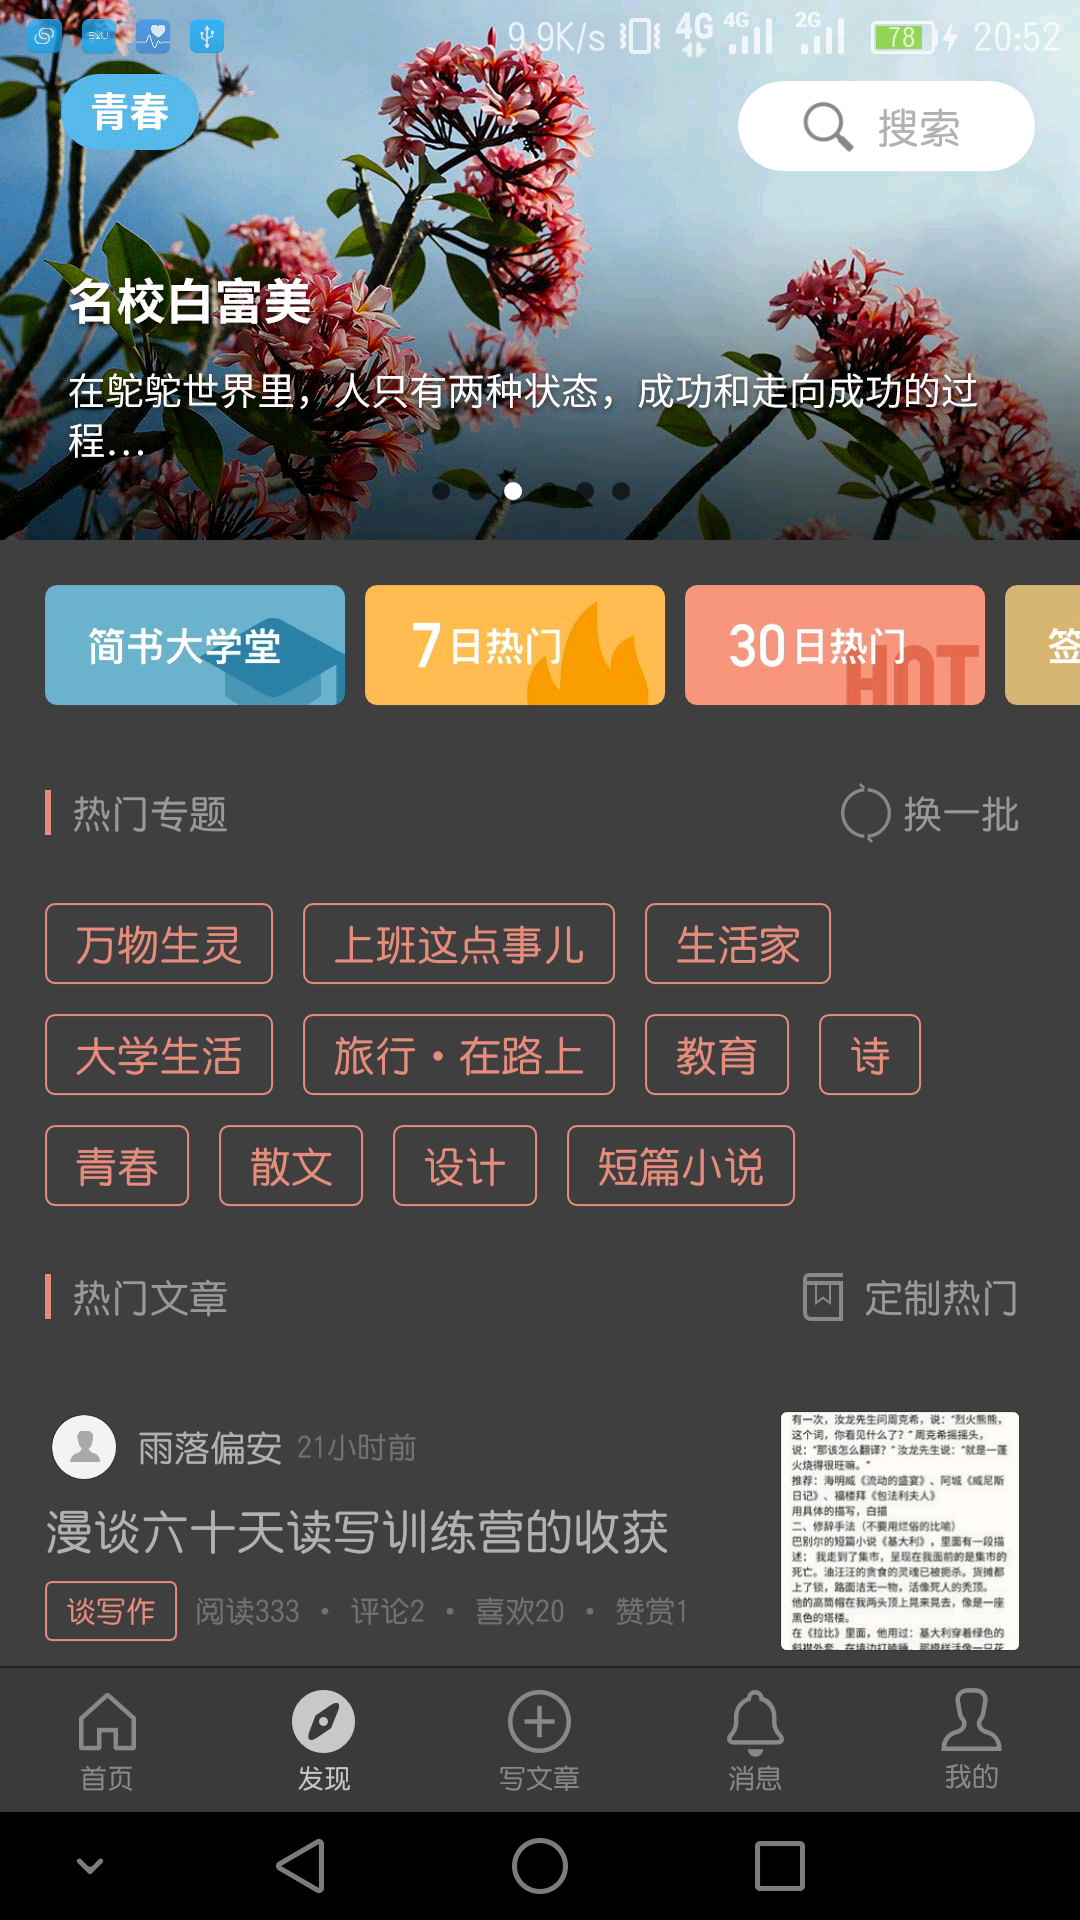 9.9K/s 4G 4G 2G 78 20:52
青春
搜索
名校白富美
在鸵鸵世界里，人只有两种状态，成功和走向成功的过
程…
简书大学堂
7日热门
30日热门
HOT
签
热门专题
换一批
万物生灵
上班这点事儿
生活家
大学生活
旅行·在路上
教育
诗
青春
散文
设计
短篇小说
热门文章
定制热门
雨落偏安 21小时前
漫谈六十天读写训练营的收获
谈写作 阅读333 · 评论2 · 喜欢20 · 赞赏1
有一次，汝龙先生问周克希，说：“烈火熊熊，
这个词，你看见什么了？”周克希摇摇头，
说：“那该怎么翻译？”汝龙先生说：“就是一蓬
火烧得很旺嘛。”
推荐：海明威《流动的盛宴》、阿城《威尼斯
日记》、福楼拜《包法利夫人》
用具体的描写，白描
二、修辞手法（不要用烂俗的比喻）
巴别尔的短篇小说《基大利》，里面有一段描
述： 我走到了集市，呈现在我面前的是集市的
死亡。油汪汪的贪食的灵魂已被扼杀。货摊都
上了锁，路面洁无一物，活像死人的秃顶。
他的高筒帽在我两头顶上晃来晃去，像是一座
黑色的塔楼。
在《拉比》里面，他用过：基大利穿着绿色的
首页
发现
写文章
消息
我的